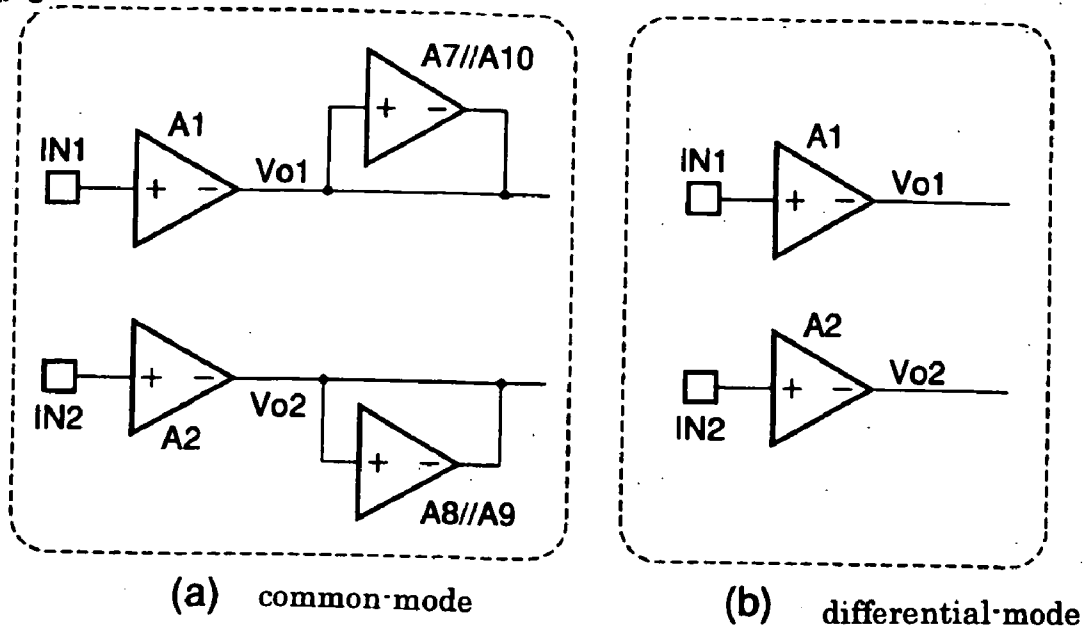 A7//A10
A1
IN1
+ -
Vo1
+ -
IN2
+ -
Vo2
A2
+ -
A8//A9
(a) common-mode
A1
IN1
+ -
Vo1
A2
IN2
+ -
Vo2
(b) differential-mode